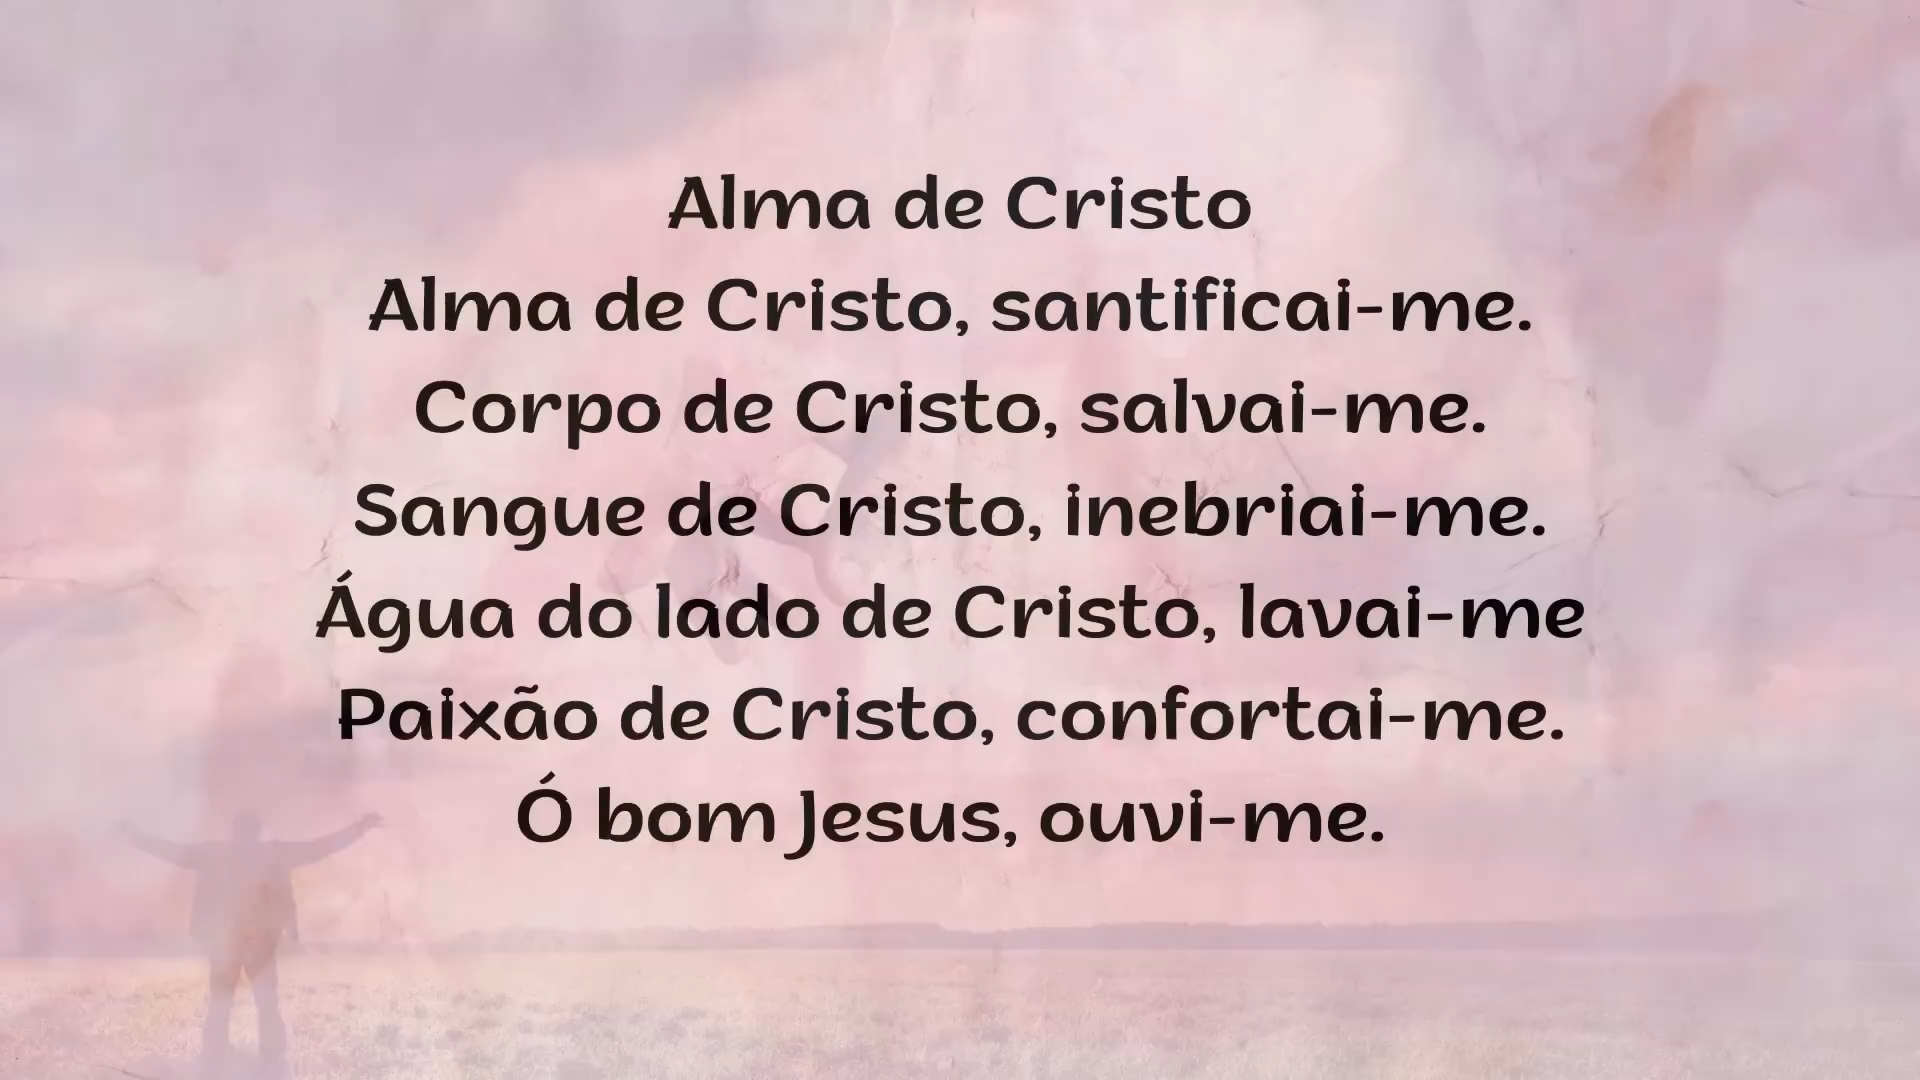 Alma de Cristo
Alma de Cristo, santificai-me.
Corpo de Cristo, salvai-me.
Sangue de Cristo, inebriai-me.
Água do lado de Cristo, lavai-me
Paixão de Cristo, confortai-me.
Ó bom Jesus, ouvi-me.